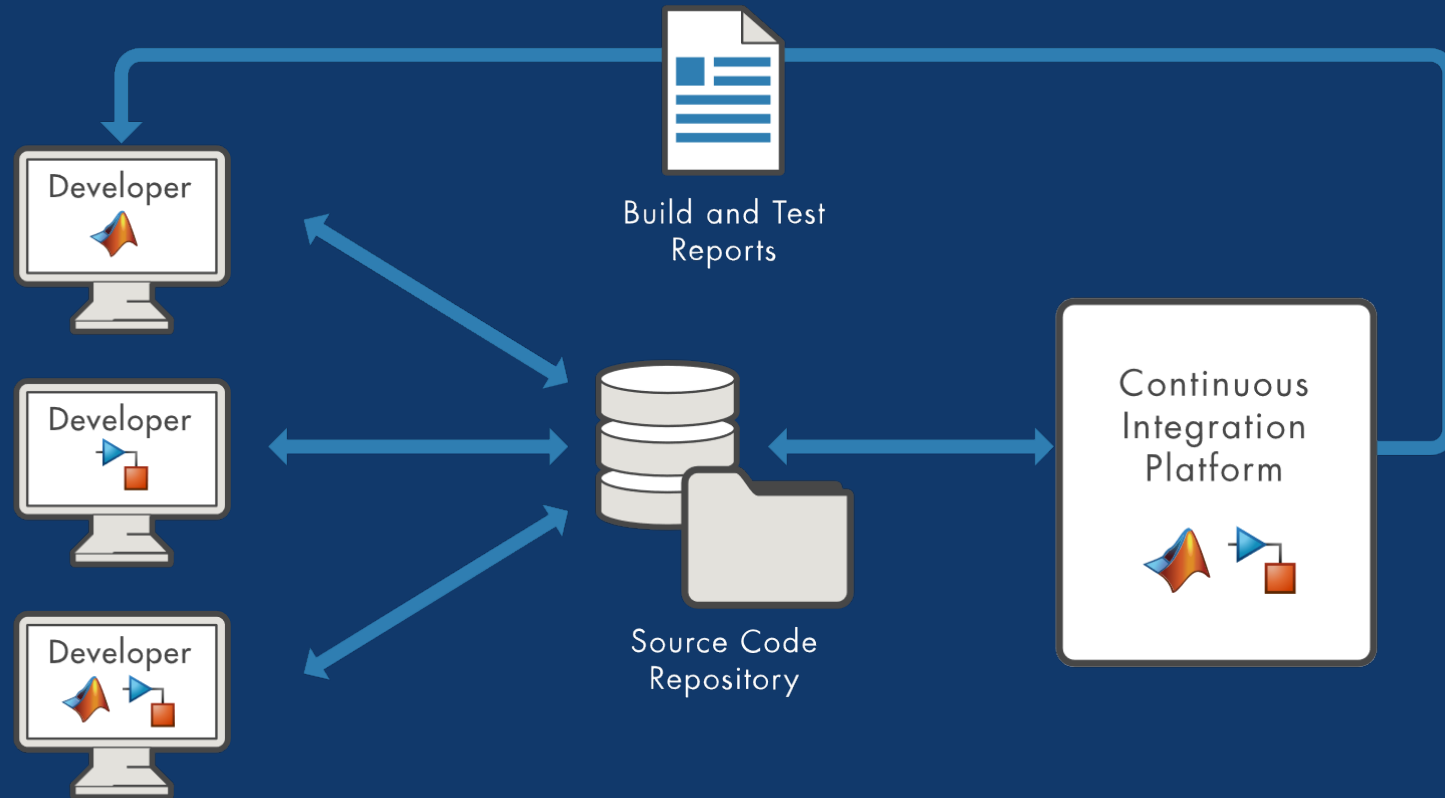 Developer
Build and Test
Reports
Developer
Continuous
Integration
Platform
Developer
Source Code
Repository